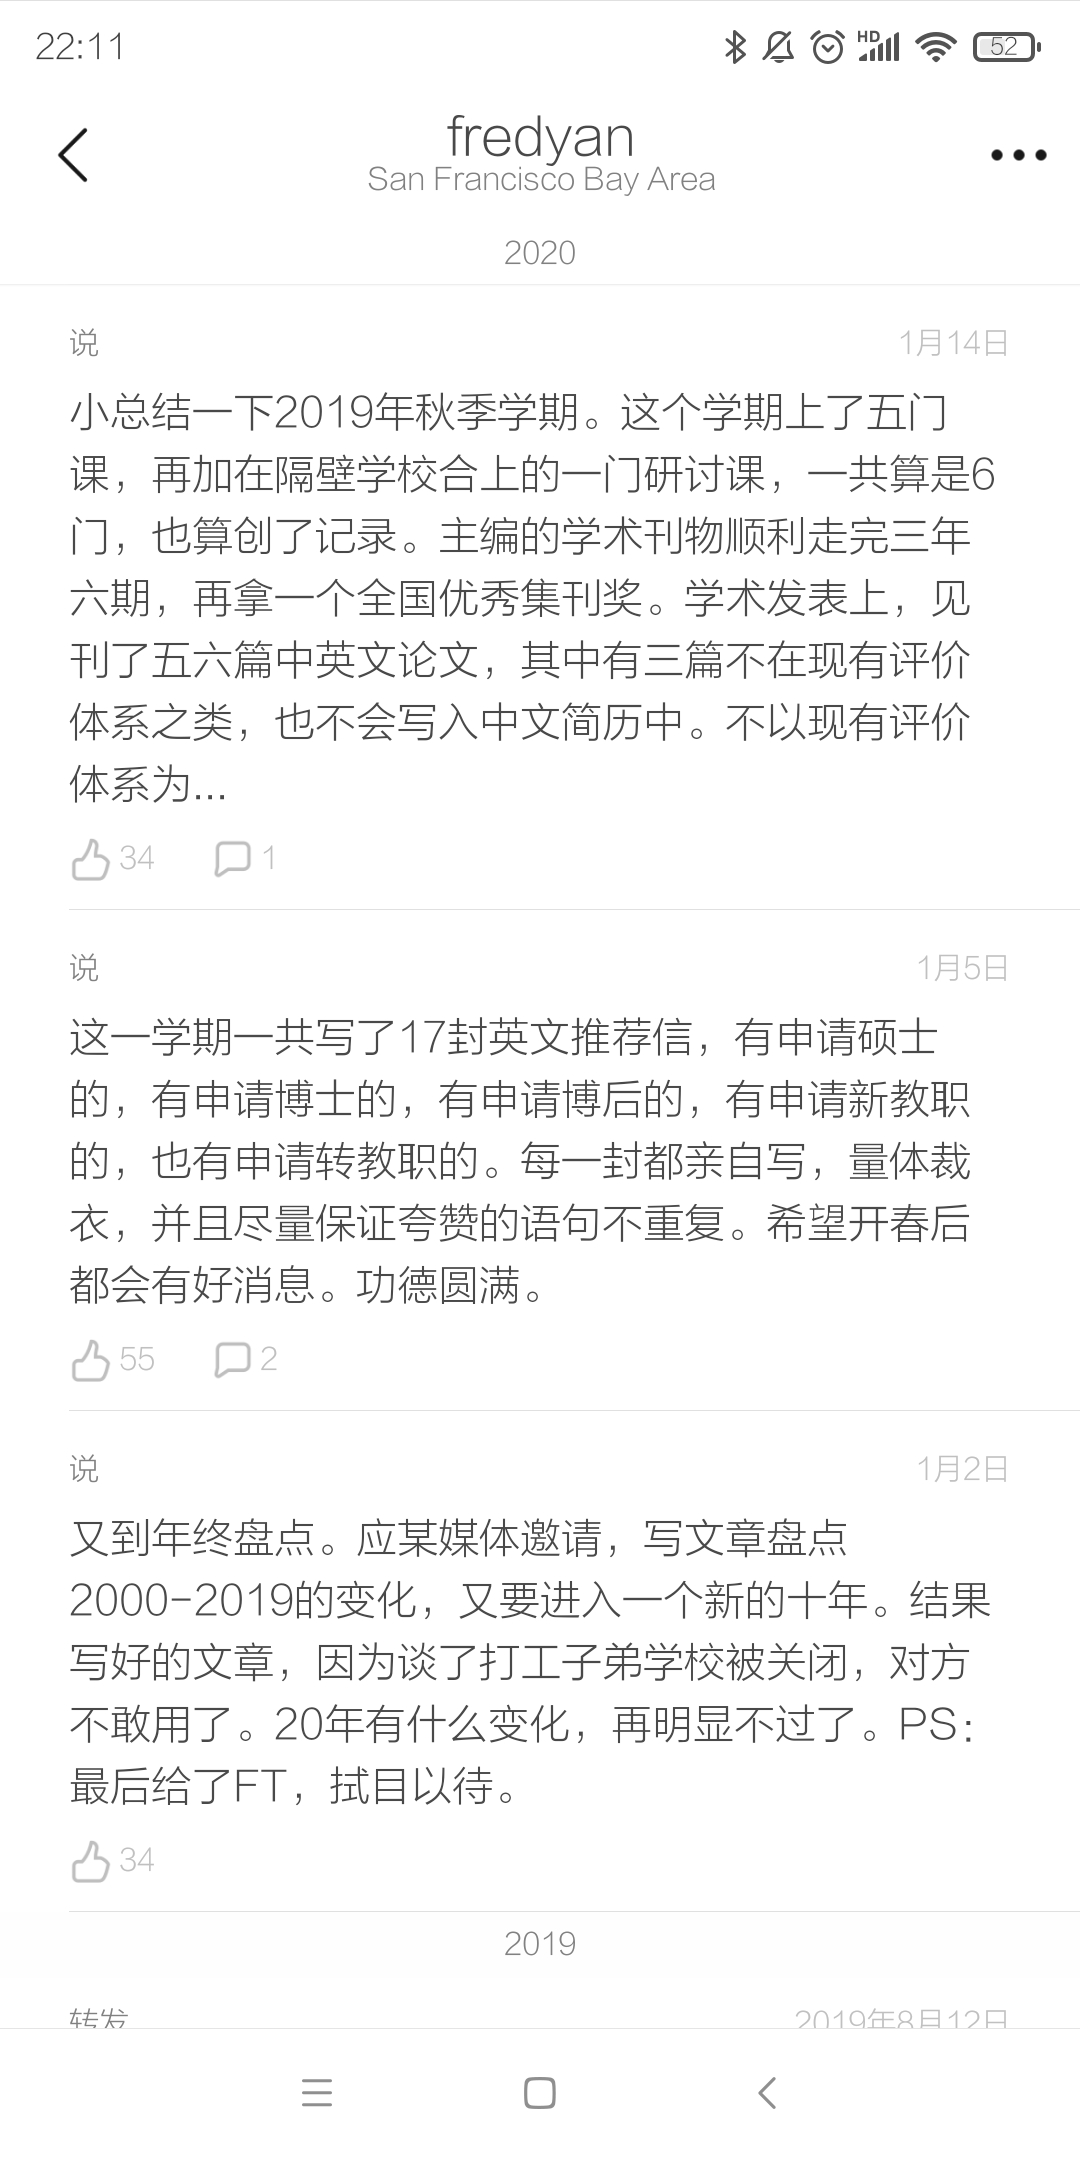 22:11
HD
52
fredyan
San Francisco Bay Area
2020
说
1月14日
小总结一下2019年秋季学期。这个学期上了五门
课，再加在隔壁学校合上的一门研讨课，一共算是6
门，也算创了记录。主编的学术刊物顺利走完三年
六期，再拿一个全国优秀集刊奖。学术发表上，见
刊了五六篇中英文论文，其中有三篇不在现有评价
体系之类，也不会写入中文简历中。不以现有评价
体系为...
34
1
说
1月5日
这一学期一共写了17封英文推荐信，有申请硕士
的，有申请博士的，有申请博后的，有申请新教职
的，也有申请转教职的。每一封都亲自写，量体裁
衣，并且尽量保证夸赞的语句不重复。希望开春后
都会有好消息。功德圆满。
55
2
说
1月2日
又到年终盘点。应某媒体邀请，写文章盘点
2000-2019的变化，又要进入一个新的十年。结果
写好的文章，因为谈了打工子弟学校被关闭，对方
不敢用了。20年有什么变化，再明显不过了。PS：
最后给了FT，拭目以待。
34
2019
转发
2019年8月12日